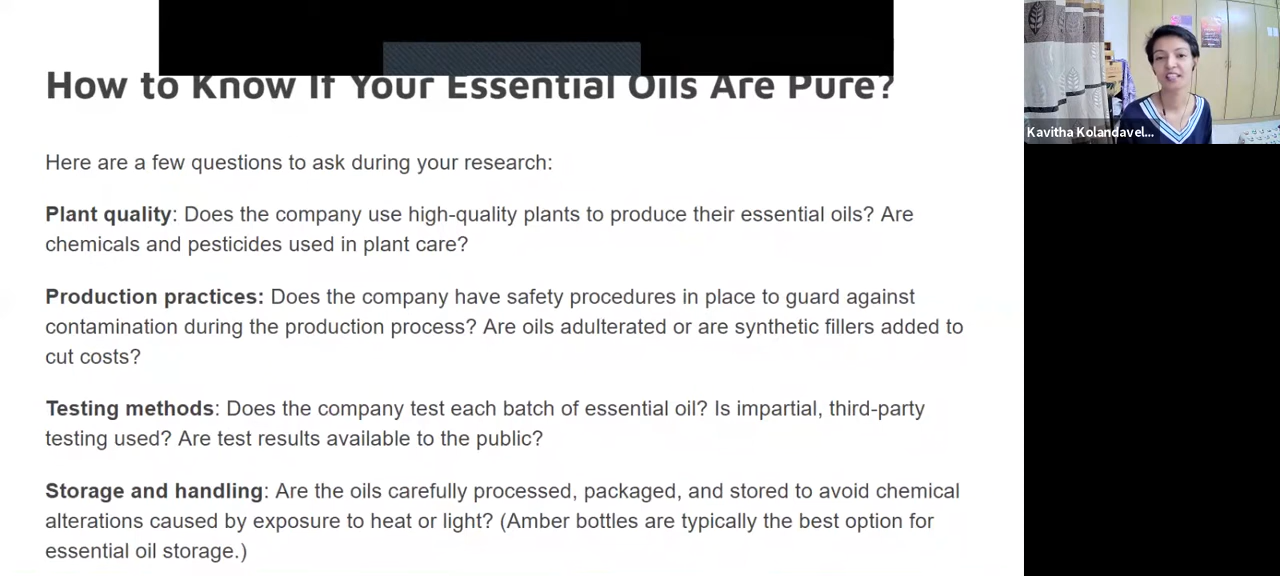 How to Know If Your Essential Oils Are Pure?
Here are a few questions to ask during your research:
Plant quality: Does the company use high-quality plants to produce their essential oils? Are
chemicals and pesticides used in plant care?
Production practices: Does the company have safety procedures in place to guard against
contamination during the production process? Are oils adulterated or are synthetic fillers added to
cut costs?
Testing methods: Does the company test each batch of essential oil? Is impartial, third-party
testing used? Are test results available to the public?
Storage and handling: Are the oils carefully processed, packaged, and stored to avoid chemical
alterations caused by exposure to heat or light? (Amber bottles are typically the best option for
essential oil storage.)
Kavitha Kolandavel...